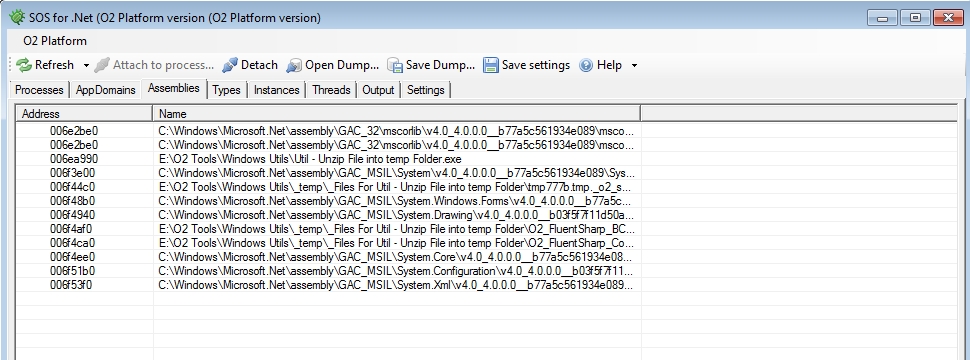 SOS for .Net (O2 Platform version (O2 Platform version)
O2 Platform
Refresh Attach to process... Detach Open Dump... Save Dump... Save settings Help
Processes AppDomains Assemblies Types Instances Threads Output Settings
Address Name
006e2be0 C:\Windows\Microsoft.Net\assembly\GAC_32\mscorlib\v4.0_4.0.0.0__b77a5c561934e089\msco...
006e2be0 C:\Windows\Microsoft.Net\assembly\GAC_32\mscorlib\v4.0_4.0.0.0__b77a5c561934e089\msco...
006ea990 E:\O2 Tools\Windows Utils\Util - Unzip File into temp Folder.exe
006f3e00 C:\Windows\Microsoft.Net\assembly\GAC_MSIL\System\v4.0_4.0.0.0__b77a5c561934e089\Sys...
006f44c0 E:\O2 Tools\Windows Utils\_temp\_Files For Util - Unzip File into temp Folder\tmp777b.tmp._o2_s...
006f48b0 C:\Windows\Microsoft.Net\assembly\GAC_MSIL\System.Windows.Forms\v4.0_4.0.0.0__b77a5c...
006f4940 C:\Windows\Microsoft.Net\assembly\GAC_MSIL\System.Drawing\v4.0_4.0.0.0__b03f5f7f11d50a...
006f4af0 E:\O2 Tools\Windows Utils\_temp\_Files For Util - Unzip File into temp Folder\O2_FluentSharp_BC...
006f4ca0 E:\O2 Tools\Windows Utils\_temp\_Files For Util - Unzip File into temp Folder\O2_FluentSharp_Co...
006f4ee0 C:\Windows\Microsoft.Net\assembly\GAC_MSIL\System.Core\v4.0_4.0.0.0__b77a5c561934e08...
006f51b0 C:\Windows\Microsoft.Net\assembly\GAC_MSIL\System.Configuration\v4.0_4.0.0.0__b03f5f7f11...
006f53f0 C:\Windows\Microsoft.Net\assembly\GAC_MSIL\System.Xml\v4.0_4.0.0.0__b77a5c561934e089...